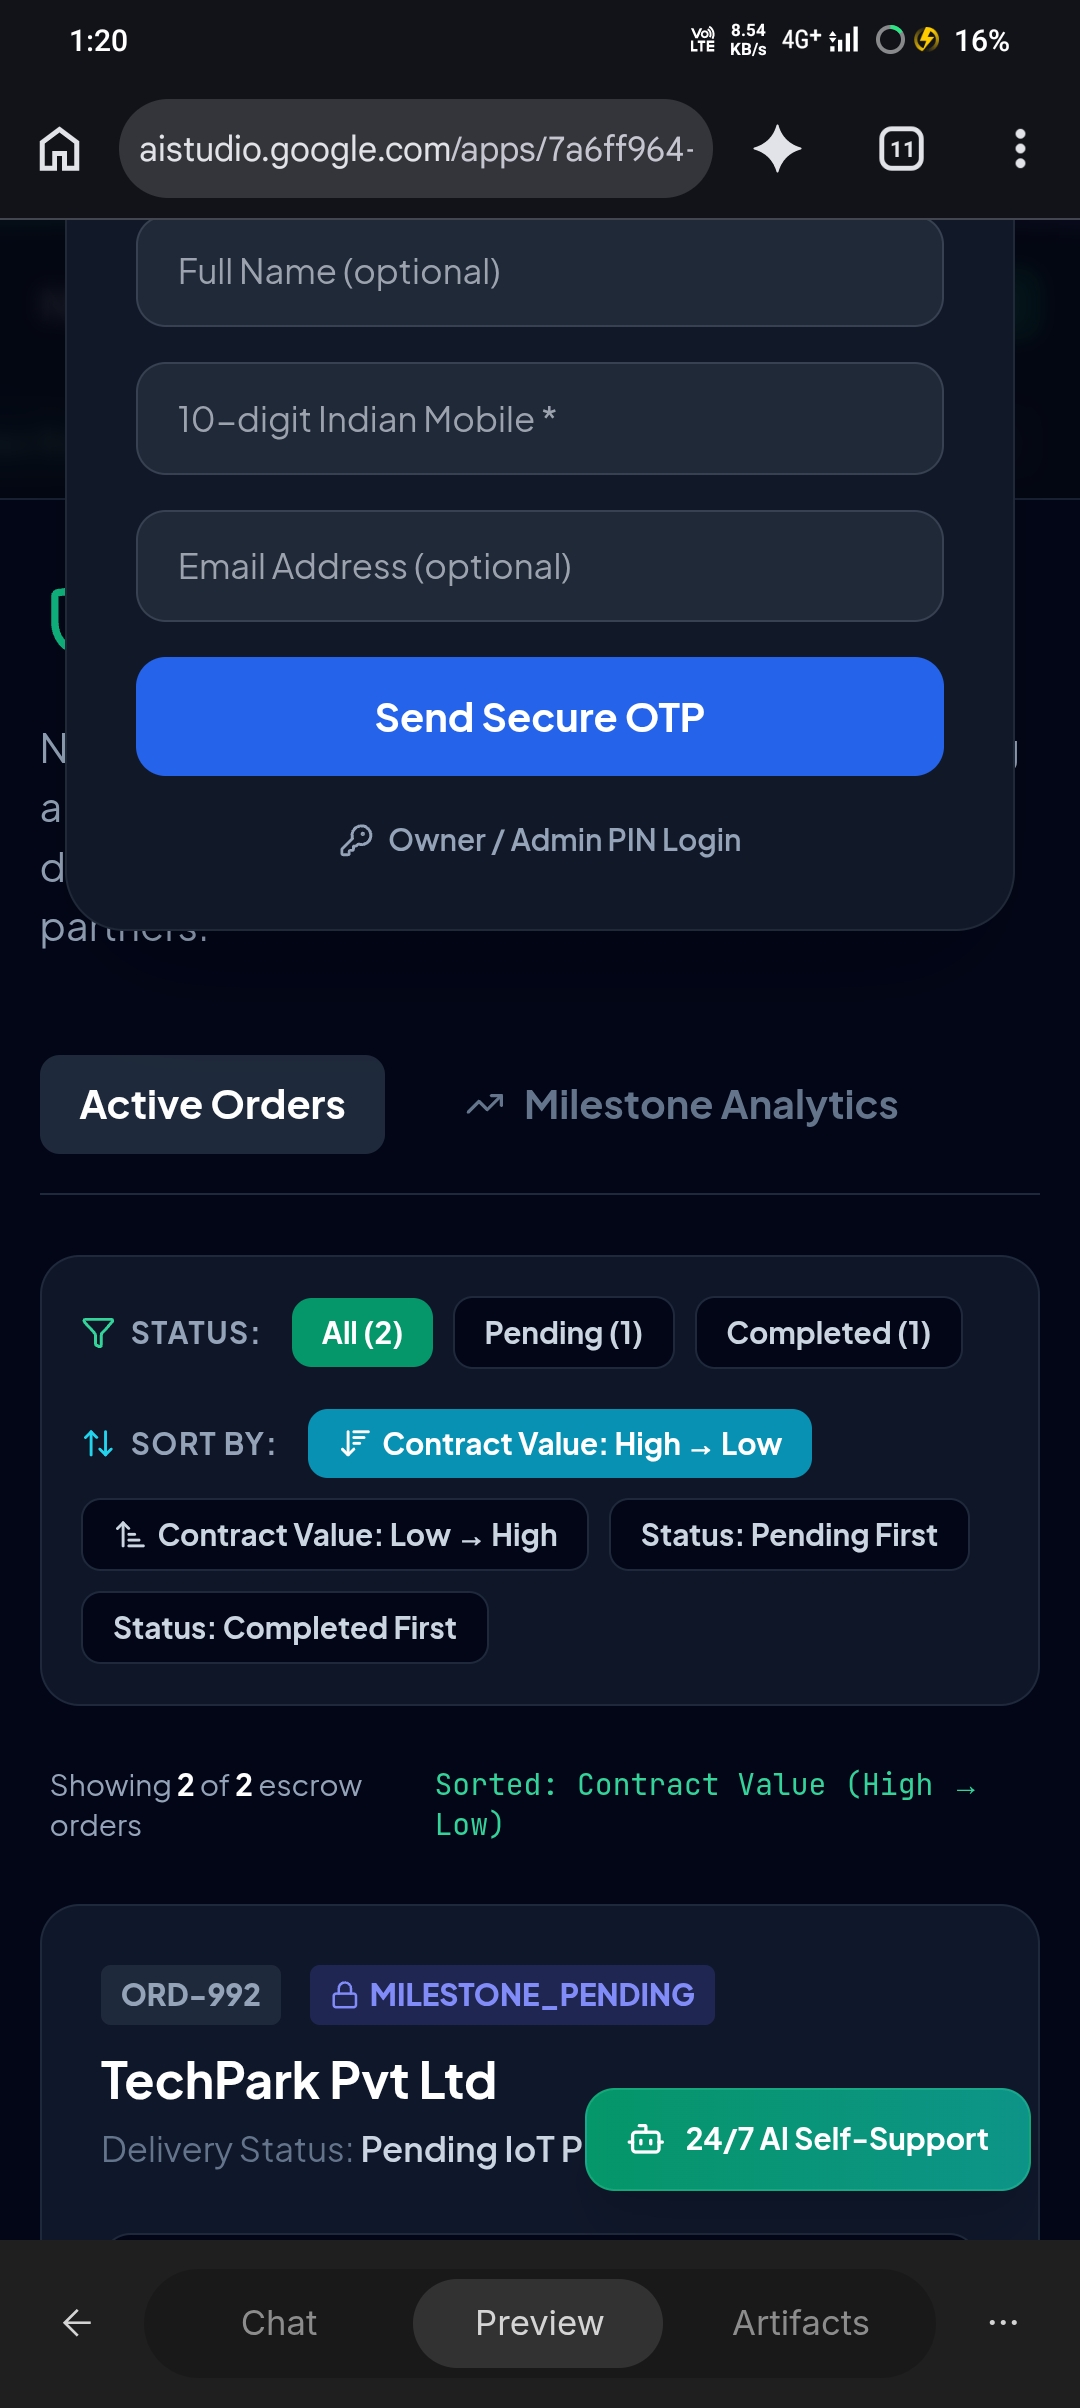 1:20
Vo) LTE
8.54 KB/s
4G+
16%
aistudio.google.com/apps/7a6ff964-
11
Full Name (optional)
10-digit Indian Mobile *
Email Address (optional)
Send Secure OTP
Owner / Admin PIN Login
N
a
d
partners.
Active Orders
Milestone Analytics
STATUS:
All (2)
Pending (1)
Completed (1)
SORT BY:
Contract Value: High → Low
Contract Value: Low → High
Status: Pending First
Status: Completed First
Showing 2 of 2 escrow
orders
Sorted: Contract Value (High →
Low)
ORD-992
MILESTONE_PENDING
TechPark Pvt Ltd
Delivery Status: Pending IoT P
24/7 AI Self-Support
Chat
Preview
Artifacts